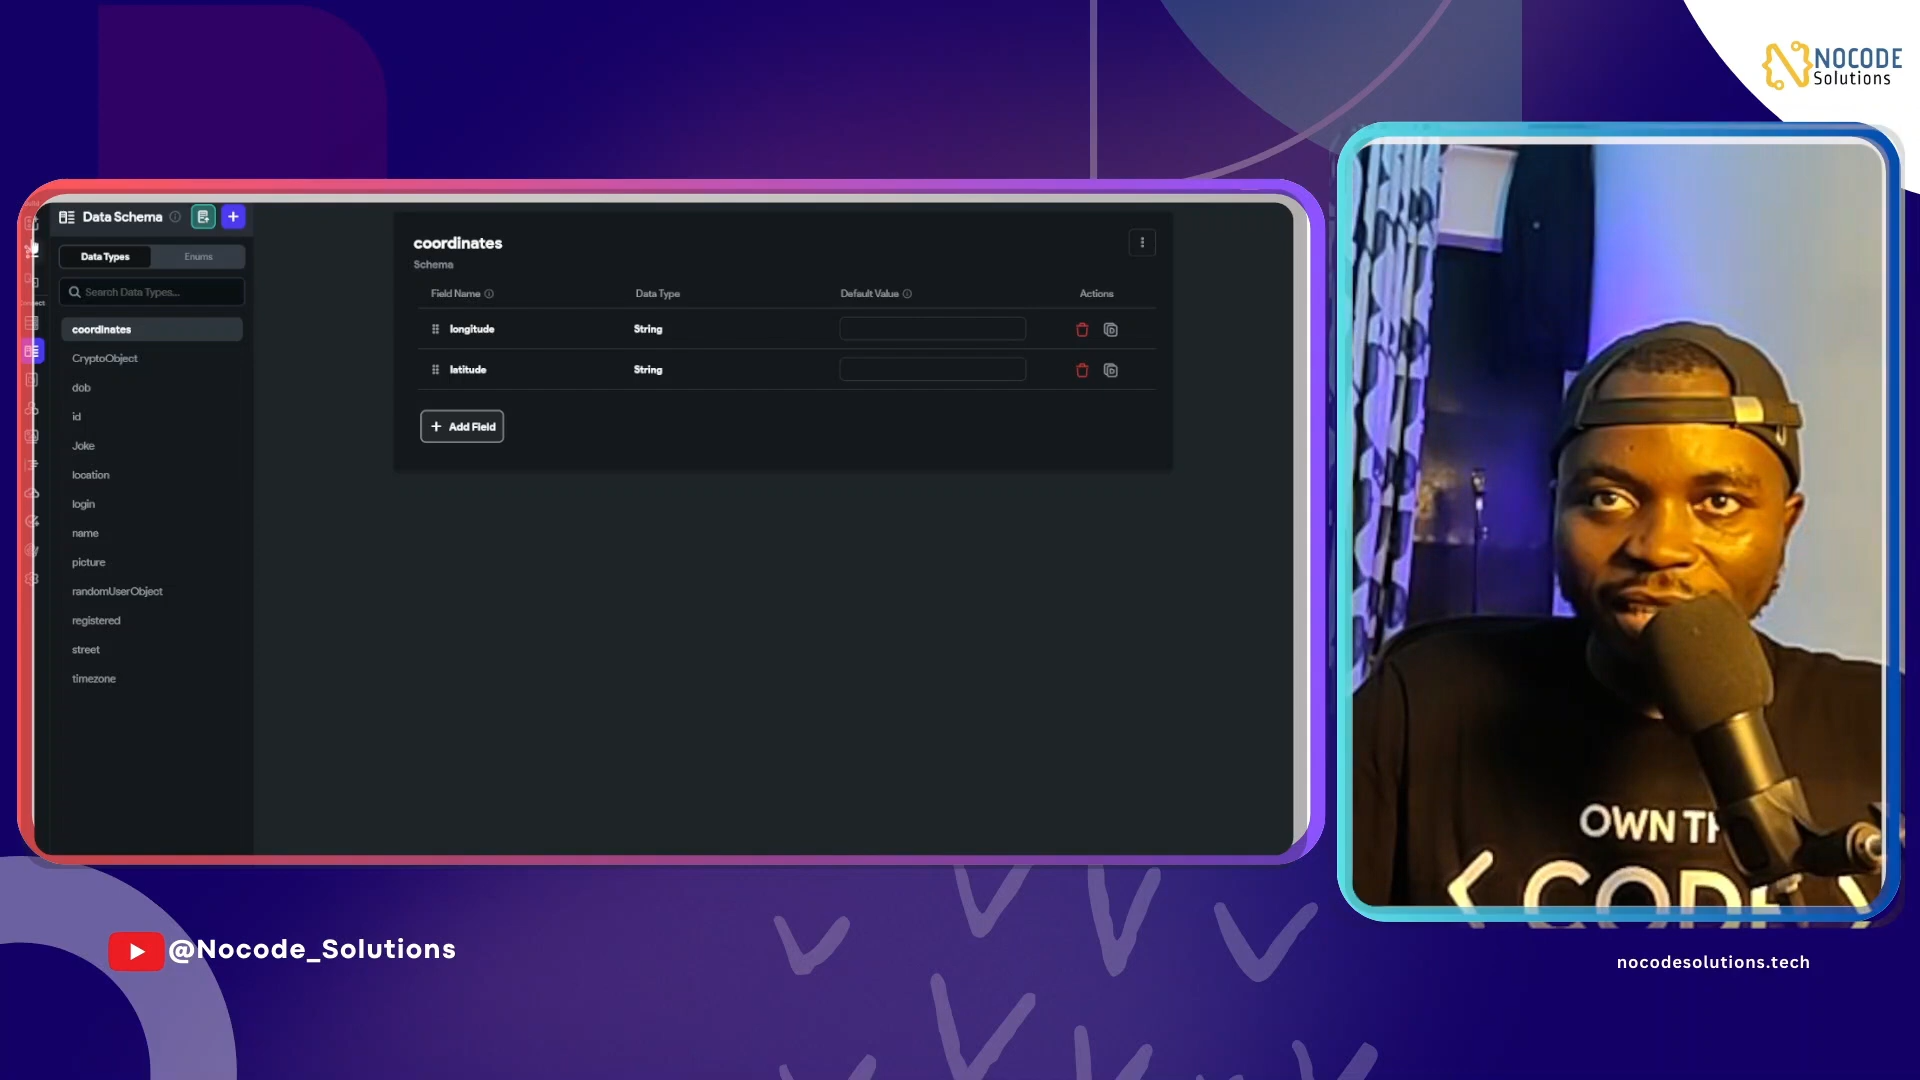 NOCODE
Solutions
Data Schema
Data Types
Enums
Search Data Types...
coordinates
CryptoObject
dob
id
Joke
location
login
name
picture
randomUserObject
registered
street
timezone
coordinates
Schema
Field Name
Data Type
Default Value
Actions
longitude
String
latitude
String
+ Add Field
OWN TH
< CODE >
@Nocode_Solutions
nocodesolutions.tech